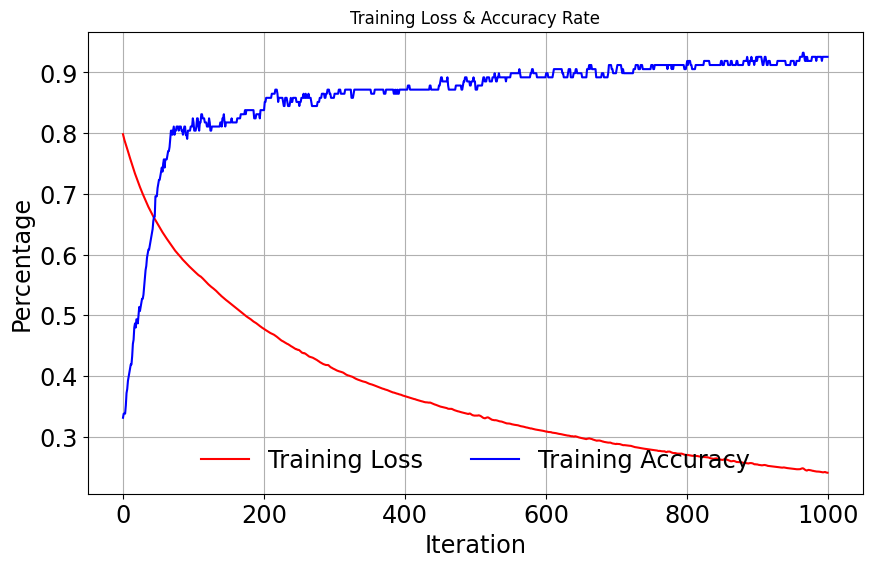 Training Loss & Accuracy Rate
Percentage
0.9
0.8
0.7
0.6
0.5
0.4
0.3
Training Loss
Training Accuracy
0 200 400 600 800 1000
Iteration